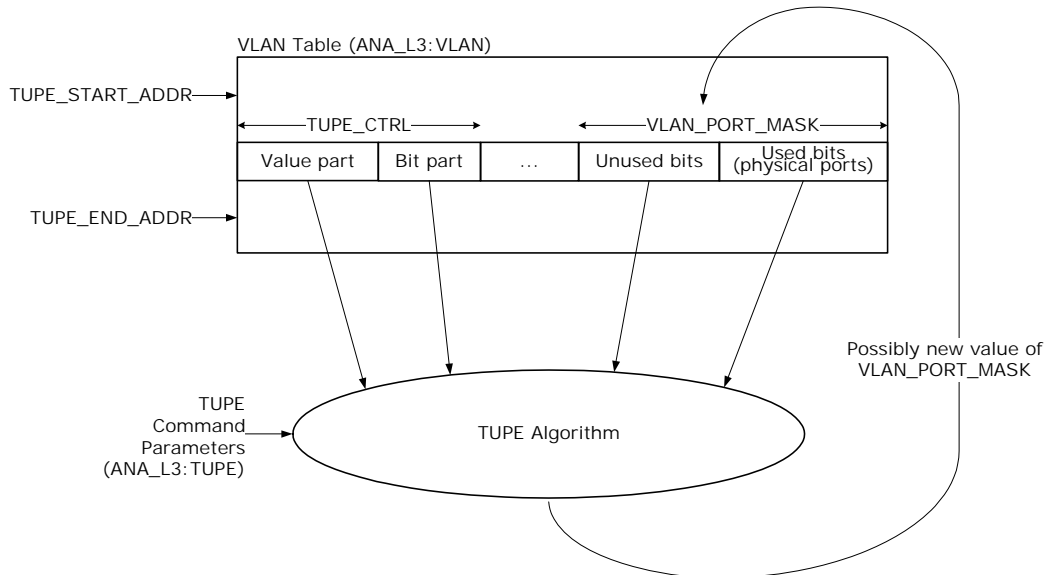 VLAN Table (ANA_L3:VLAN)
TUPE_START_ADDR
TUPE_CTRL
VLAN_PORT_MASK
Value part
Bit part
...
Unused bits
Used bits
(physical ports)
TUPE_END_ADDR
Possibly new value of
VLAN_PORT_MASK
TUPE
Command
Parameters
(ANA_L3:TUPE)
TUPE Algorithm